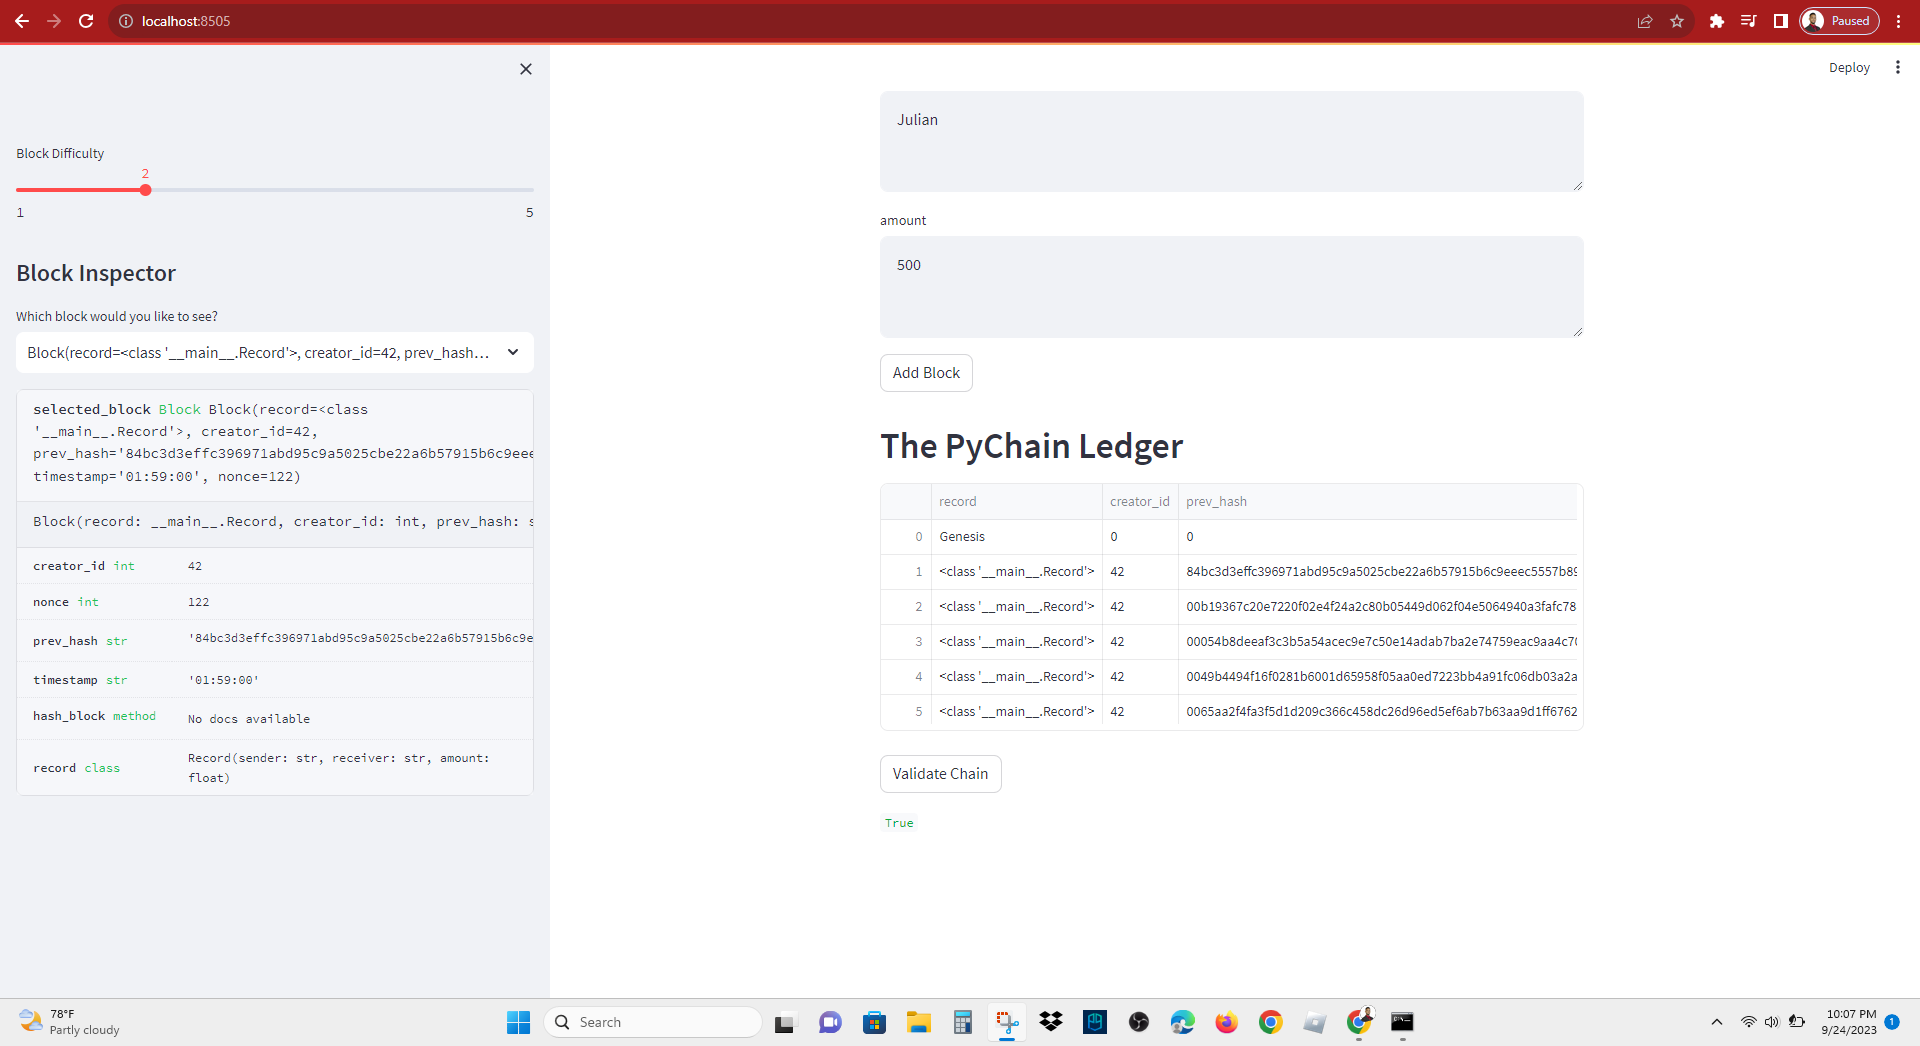 localhost:8505
Paused
Deploy
Block Difficulty
2
1
5
Block Inspector
Which block would you like to see?
Block(record=<class '__main__.Record'>, creator_id=42, prev_hash...
selected_block Block Block(record=<class
'__main__.Record'>, creator_id=42,
prev_hash='84bc3d3effc396971abd95c9a5025cbe22a6b57915b6c9eee
timestamp='01:59:00', nonce=122)
Block(record: __main__.Record, creator_id: int, prev_hash: s
creator_id int 42
nonce int 122
prev_hash str '84bc3d3effc396971abd95c9a5025cbe22a6b57915b6c9e
timestamp str '01:59:00'
hash_block method No docs available
record class Record(sender: str, receiver: str, amount:
float)
Julian
amount
500
Add Block
The PyChain Ledger
record creator_id prev_hash
0 Genesis 0 0
1 <class '__main__.Record'> 42 84bc3d3effc396971abd95c9a5025cbe22a6b57915b6c9eeec5557b89
2 <class '__main__.Record'> 42 00b19367c20e7220f02e4f24a2c80b05449d062f04e5064940a3fafc78
3 <class '__main__.Record'> 42 00054b8deeaf3c3b5a54acec9e7c50e14adab7ba2e74759eac9aa4c70
4 <class '__main__.Record'> 42 0049b4494f16f0281b6001d65958f05aa0ed7223bb4a91fc06db03a2a
5 <class '__main__.Record'> 42 0065aa2f4fa3f5d1d209c366c458dc26d96ed5ef6ab7b63aa9d1ff6762
Validate Chain
True
78°F
Partly cloudy
Search
10:07 PM
9/24/2023
1